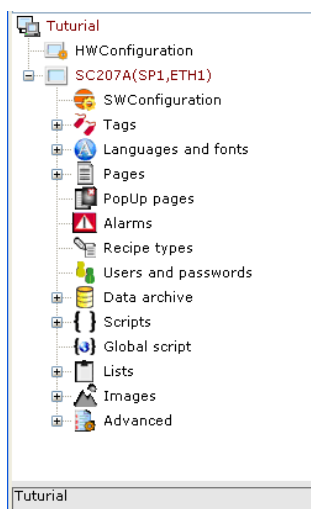 Tuturial
HWConfiguration
SC207A(SP1,ETH1)
SWConfiguration
Tags
Languages and fonts
Pages
PopUp pages
Alarms
Recipe types
Users and passwords
Data archive
Scripts
Global script
Lists
Images
Advanced
Tuturial